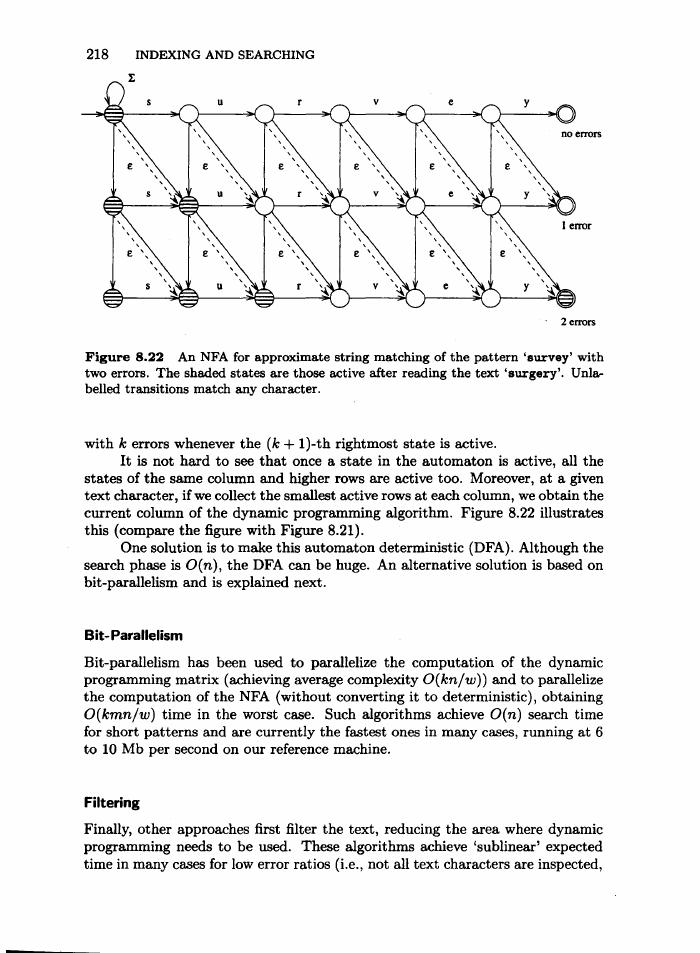 218 INDEXING AND SEARCHING
Σ
s u r v e y
no errors
ε ε ε ε ε ε
s u r v e y
1 error
ε ε ε ε ε ε
s u r v e y
2 errors
Figure 8.22 An NFA for approximate string matching of the pattern ‘survey’ with
two errors. The shaded states are those active after reading the text ‘surgery’. Unla-
belled transitions match any character.
with k errors whenever the (k + 1)-th rightmost state is active.
It is not hard to see that once a state in the automaton is active, all the
states of the same column and higher rows are active too. Moreover, at a given
text character, if we collect the smallest active rows at each column, we obtain the
current column of the dynamic programming algorithm. Figure 8.22 illustrates
this (compare the figure with Figure 8.21).
One solution is to make this automaton deterministic (DFA). Although the
search phase is O(n), the DFA can be huge. An alternative solution is based on
bit-parallelism and is explained next.
Bit-Parallelism
Bit-parallelism has been used to parallelize the computation of the dynamic
programming matrix (achieving average complexity O(kn/w)) and to parallelize
the computation of the NFA (without converting it to deterministic), obtaining
O(kmn/w) time in the worst case. Such algorithms achieve O(n) search time
for short patterns and are currently the fastest ones in many cases, running at 6
to 10 Mb per second on our reference machine.
Filtering
Finally, other approaches first filter the text, reducing the area where dynamic
programming needs to be used. These algorithms achieve ‘sublinear’ expected
time in many cases for low error ratios (i.e., not all text characters are inspected,